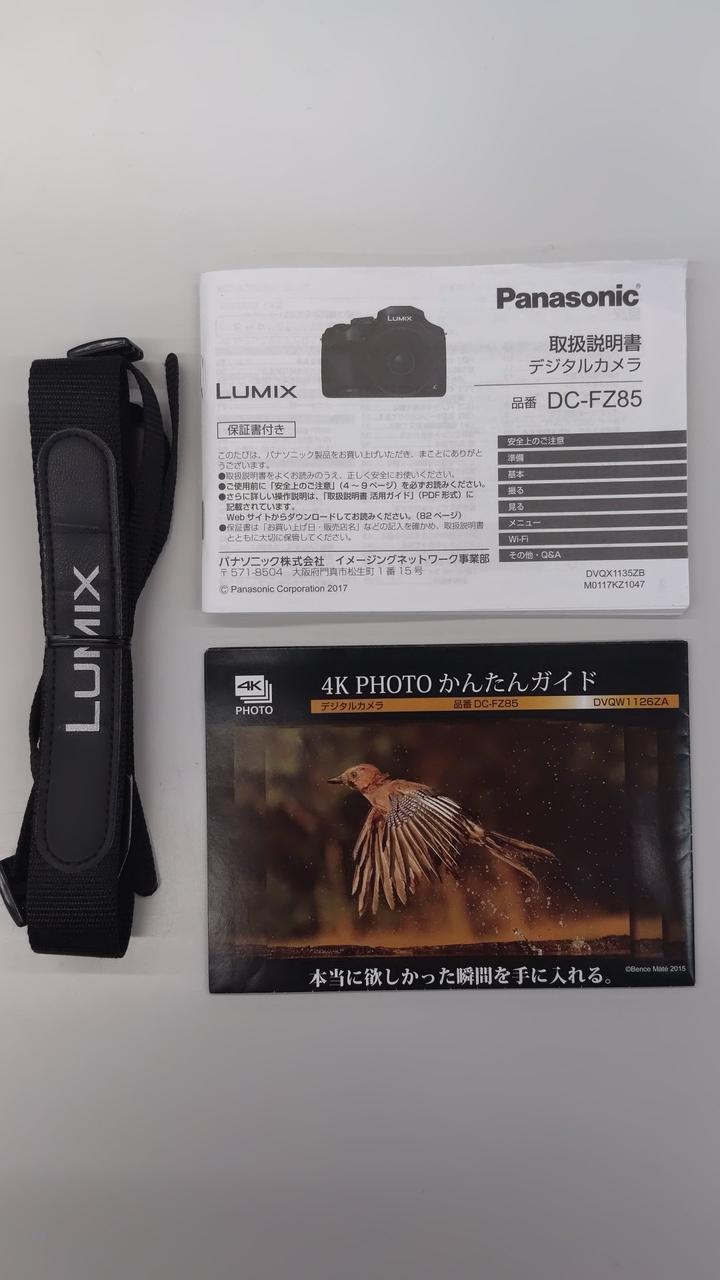 LUMIX
Panasonic
LUMIX
取扱説明書
デジタルカメラ
LUMIX
品番 DC-FZ85
保証書付き
このたびは、パナソニック製品をお買い上げいただき、まことにありがと
うございます。
●取扱説明書をよくお読みのうえ、正しく安全にお使いください。
●ご使用前に「安全上のご注意」(4～9ページ)を必ずお読みください。
●さらに詳しい操作説明は、「取扱説明書 活用ガイド」(PDF 形式)に
記載されています。
Webサイトからダウンロードしてお読みください。(82ページ)
●保証書は「お買い上げ日・販売店名」などの記入を確かめ、取扱説明書
とともに大切に保管してください。
パナソニック株式会社 イメージングネットワーク事業部
〒571-8504 大阪府門真市松生町1番15号
© Panasonic Corporation 2017
安全上のご注意
準備
基本
撮る
見る
メニュー
Wi-Fi
その他・Q&A
DVQX1135ZB
M0117KZ1047
4K
PHOTO
4K PHOTO かんたんガイド
デジタルカメラ 品番 DC-FZ85 DVQW1126ZA
本当に欲しかった瞬間を手に入れる。
©Bence Máté 2015